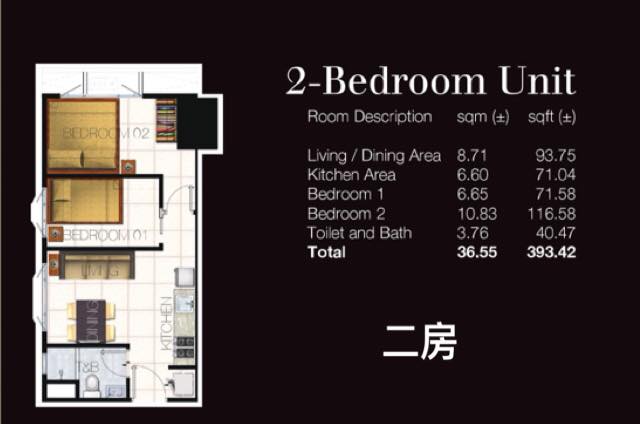 2-Bedroom Unit
Room Description sqm (±) sqft (±)
Living / Dining Area 8.71 93.75
Kitchen Area 6.60 71.04
Bedroom 1 6.65 71.58
Bedroom 2 10.83 116.58
Toilet and Bath 3.76 40.47
Total 36.55 393.42
二房
BEDROOM 02
BEDROOM 01
LIVING
DINING
KITCHEN
T&B